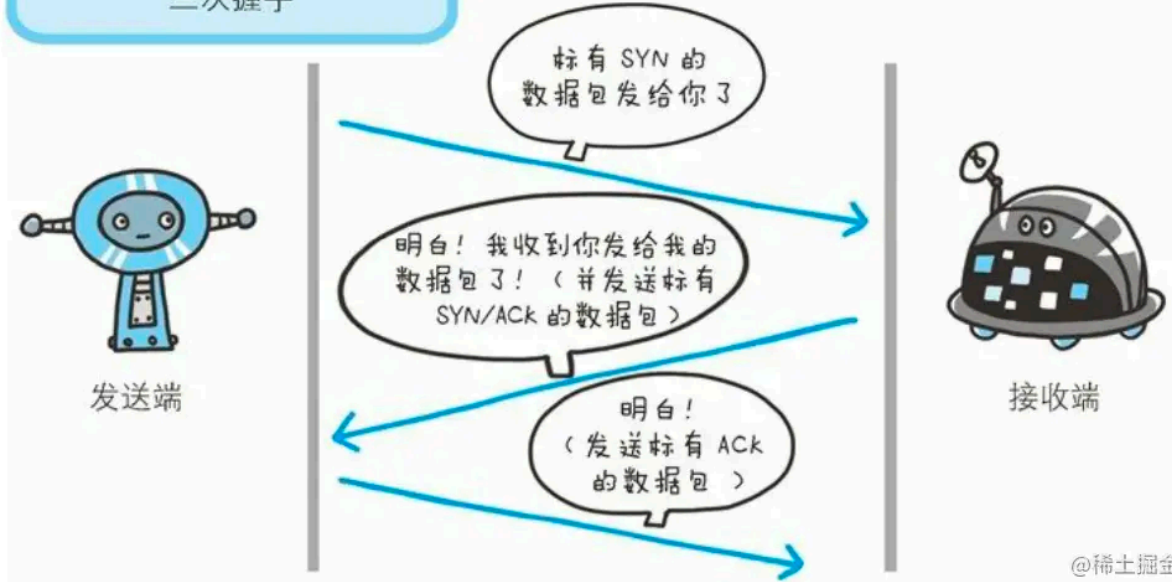 标有 SYN 的
数据包发给你了
明白！我收到你发给我的
数据包了！（并发送标有
SYN/ACK 的数据包）
发送端
接收端
明白！
（发送标有 ACK
的数据包）
@稀土掘金